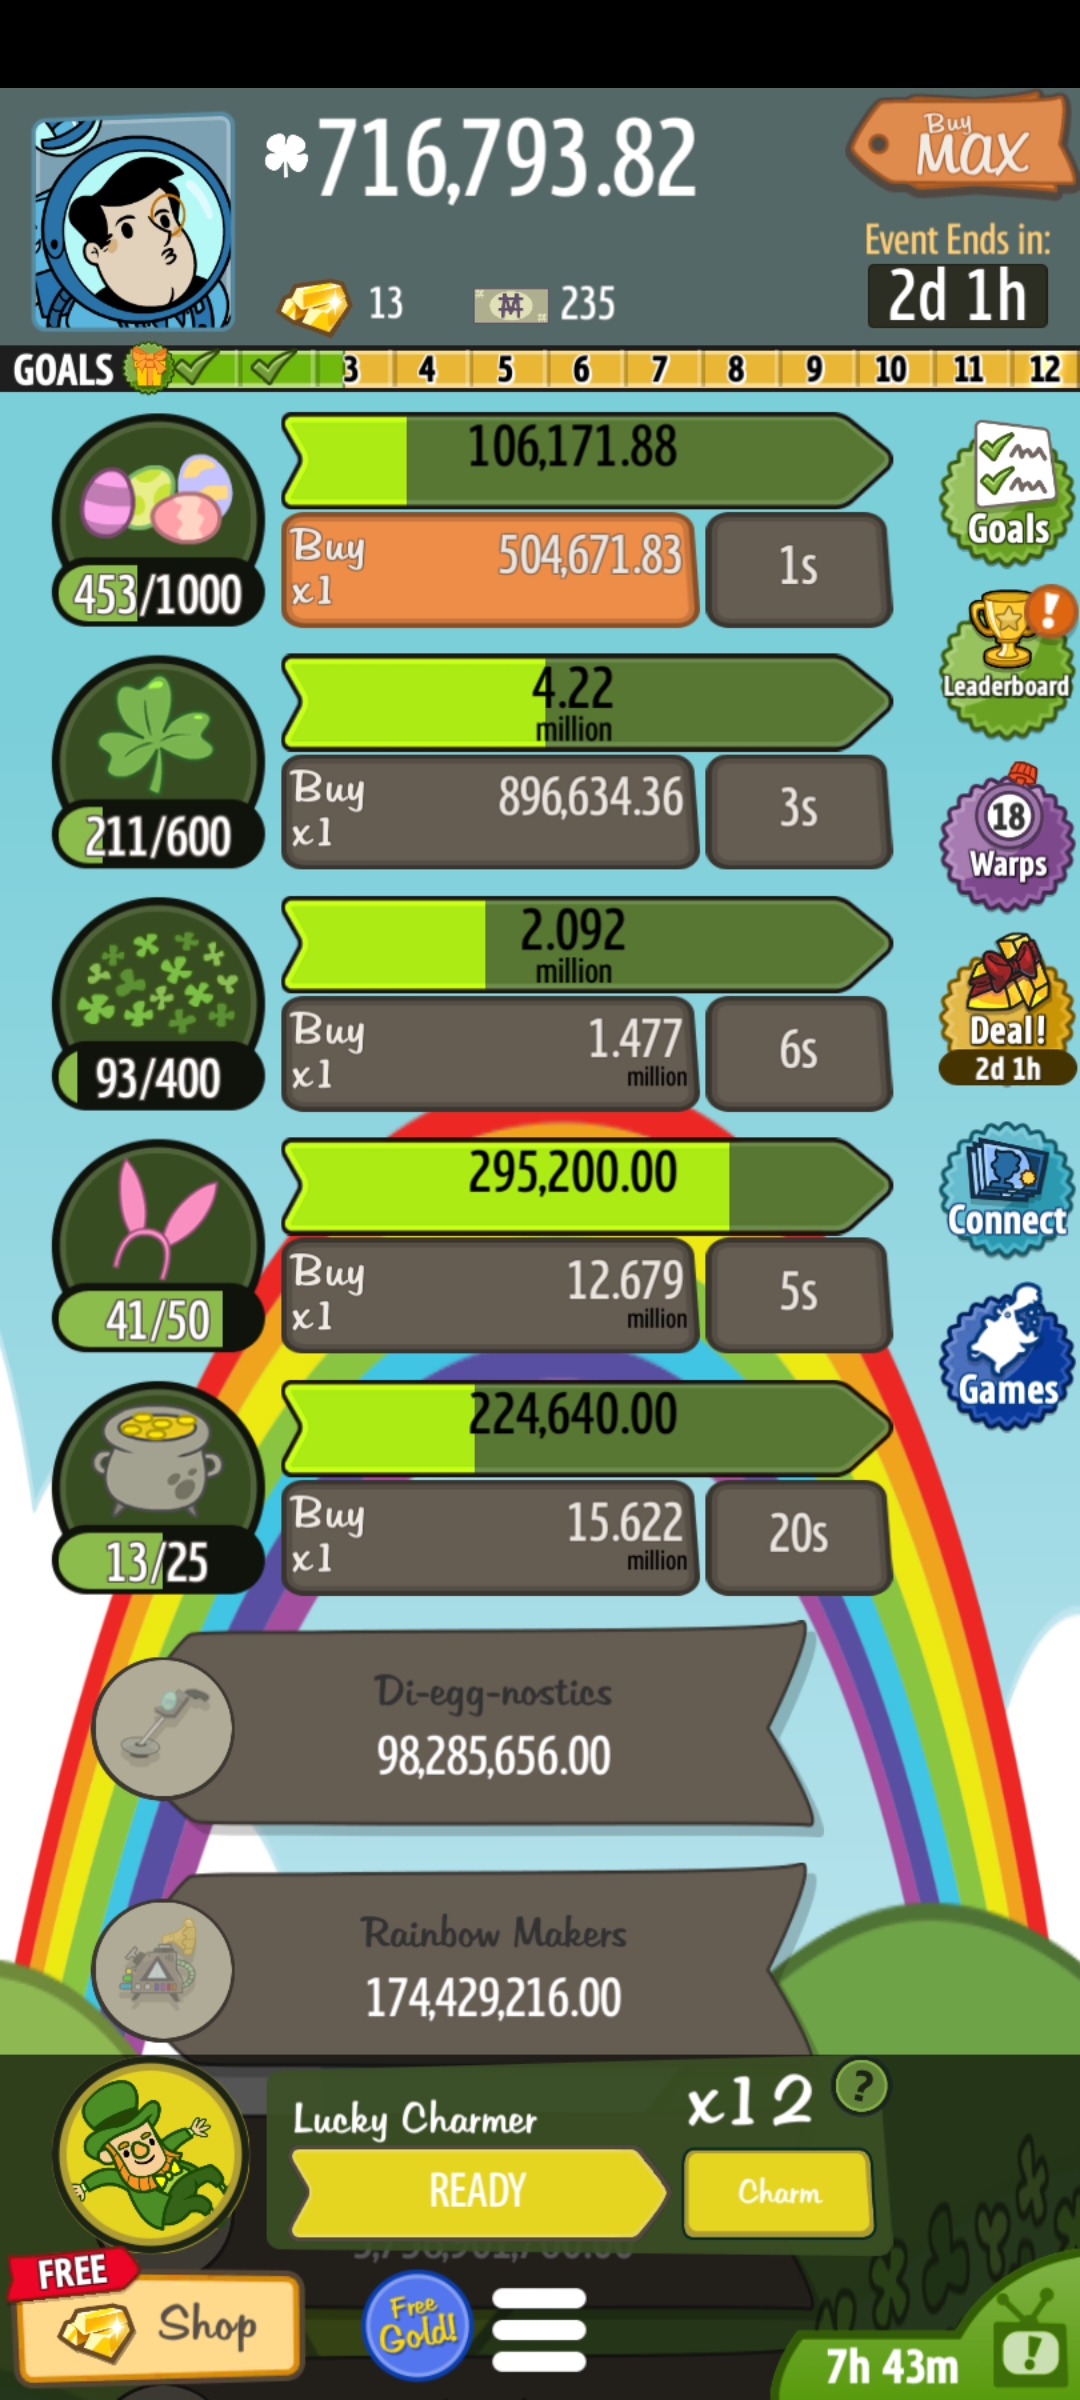 716,793.82
Buy
MAX
Event Ends in:
2d 1h
13
235
GOALS 3 4 5 6 7 8 9 10 11 12
106,171.88
Buy
x1
504,671.83
1s
453/1000
Goals
Leaderboard
4.22
million
Buy
x1
896,634.36
3s
211/600
18
Warps
2.092
million
Buy
x1
1.477
million
6s
93/400
Deal!
2d 1h
295,200.00
Buy
x1
12.679
million
5s
41/50
Connect
224,640.00
Buy
x1
15.622
million
20s
13/25
Games
Di-egg-nostics
98,285,656.00
Rainbow Makers
174,429,216.00
Lucky Charmer
x12
?
READY
Charm
FREE
Shop
Free
Gold!
7h 43m